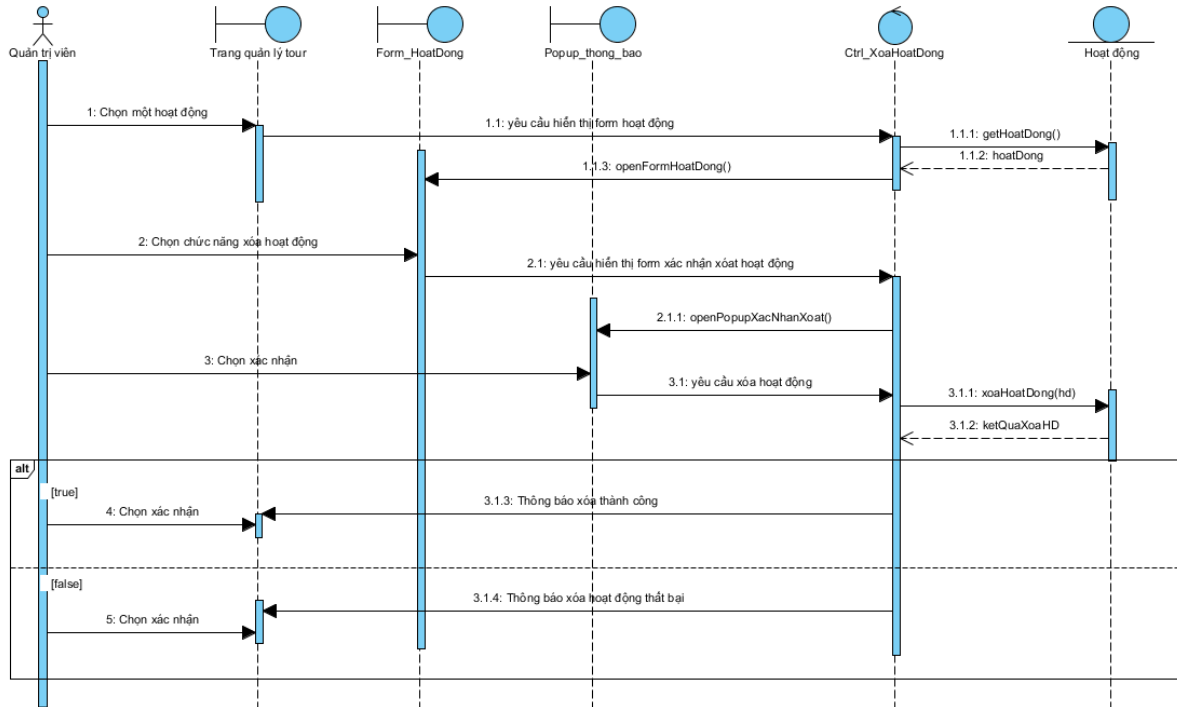 Quản trị viên
Trang quản lý tour
Form_HoatDong
Popup_thong_bao
Ctrl_XoaHoatDong
Hoạt động
1: Chọn một hoạt động
1.1: yêu cầu hiển thị form hoạt động
1.1.1: getHoatDong()
1.1.2: hoatDong
1.1.3: openFormHoatDong()
2: Chọn chức năng xóa hoạt động
2.1: yêu cầu hiển thị form xác nhận xóat hoạt động
2.1.1: openPopupXacNhanXoat()
3: Chọn xác nhận
3.1: yêu cầu xóa hoạt động
3.1.1: xoaHoatDong(hd)
3.1.2: ketQuaXoaHD
alt
[true]
3.1.3: Thông báo xóa thành công
4: Chọn xác nhận
[false]
3.1.4: Thông báo xóa hoạt động thất bại
5: Chọn xác nhận